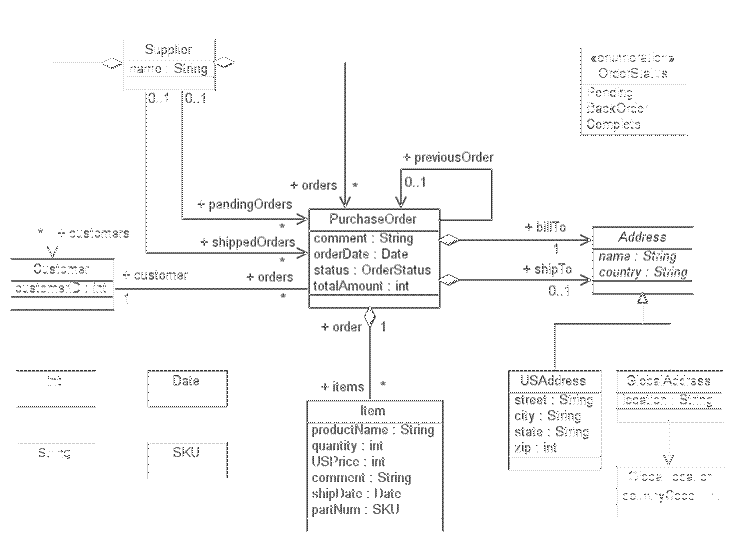 Supplier
name : String
0..1
0..1
«enumeration»
OrderStatus
Pending
BackOrder
Complete
+ previousOrder
0..1
+ orders
*
+ pendingOrders
*
+ shippedOrders
*
PurchaseOrder
comment : String
orderDate : Date
status : OrderStatus
totalAmount : int
+ billTo
1
+ shipTo
0..1
Address
name : String
country : String
* + customers
Customer
customerID : int
+ customer
1
+ orders
*
+ order
1
+ items
*
Int
Date
String
SKU
Item
productName : String
quantity : int
USPrice : int
comment : String
shipDate : Date
partNum : SKU
USAddress
street : String
city : String
state : String
zip : int
GlobalAddress
location : String
GlobalLocation